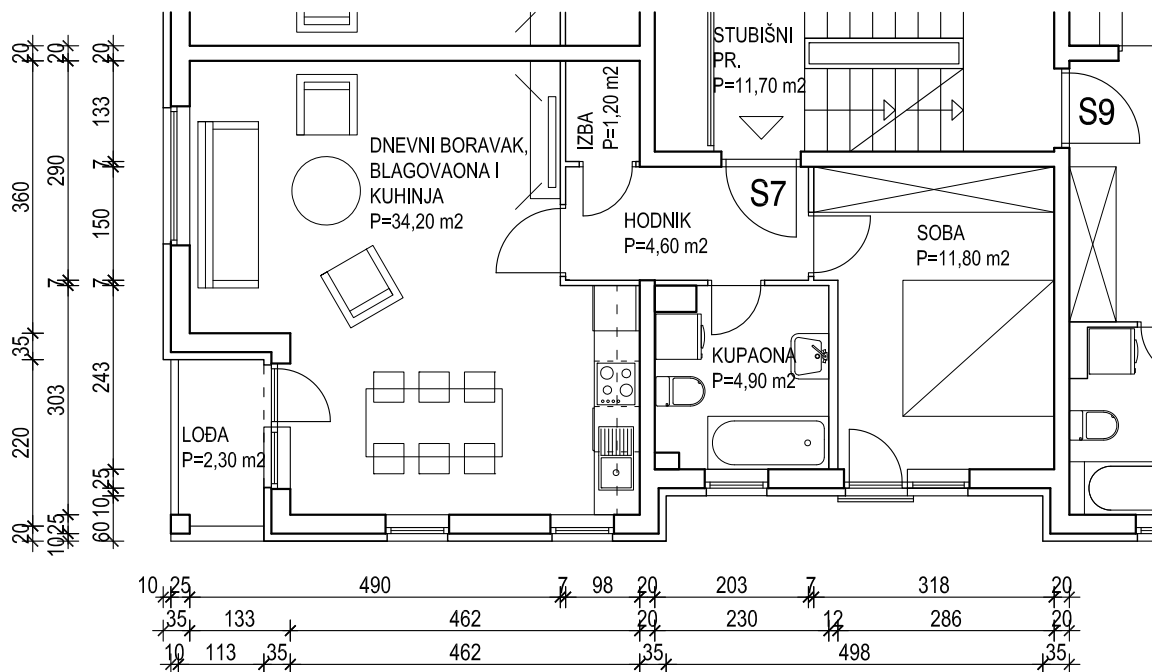 STUBIŠNI
PR.
P=11,70 m2
S9
DNEVNI BORAVAK,
BLAGOVAONA I
KUHINJA
P=34,20 m2
IZBA
P=1,20 m2
S7
HODNIK
P=4,60 m2
SOBA
P=11,80 m2
KUPAONA
P=4,90 m2
LOĐA
P=2,30 m2
20 360 35 220 20
20 290 7 303 25 10
20 133 7 150 7 243 25 10 60
10 25 490 7 98 20 203 7 318 20
35 133 462 20 230 12 286 20
10 113 35 462 35 498 35